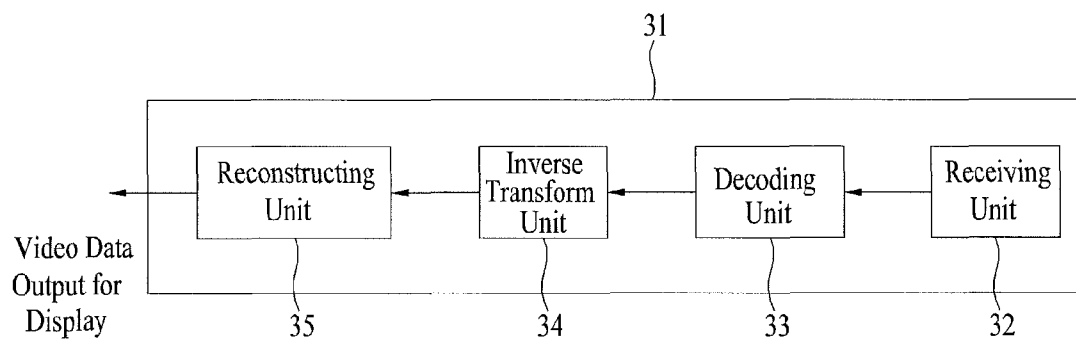 31
Reconstructing
Unit
Inverse
Transform
Unit
Decoding
Unit
Receiving
Unit
Video Data
Output for
Display
35
34
33
32